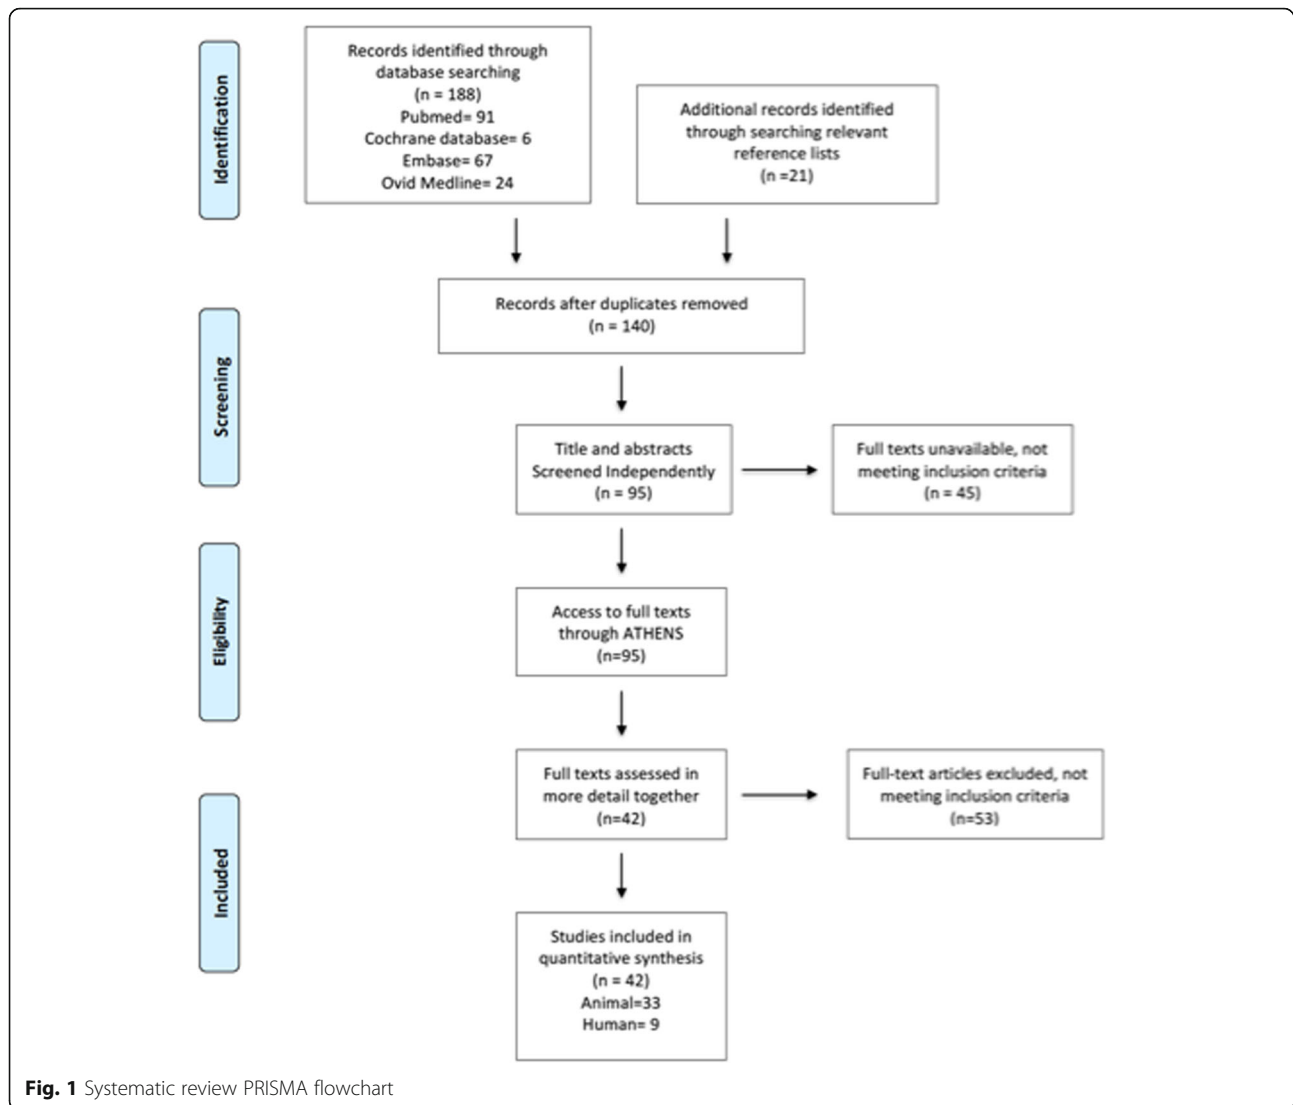 Identification
Records identified through
database searching
(n = 188)
Pubmed= 91
Cochrane database= 6
Embase= 67
Ovid Medline= 24
Additional records identified
through searching relevant
reference lists
(n =21)
Records after duplicates removed
(n = 140)
Screening
Title and abstracts
Screened Independently
(n = 95)
Full texts unavailable, not
meeting inclusion criteria
(n = 45)
Eligibility
Access to full texts
through ATHENS
(n=95)
Full texts assessed in
more detail together
(n=42)
Full-text articles excluded, not
meeting inclusion criteria
(n=53)
Included
Studies included in
quantitative synthesis
(n = 42)
Animal=33
Human= 9
Fig. 1 Systematic review PRISMA flowchart